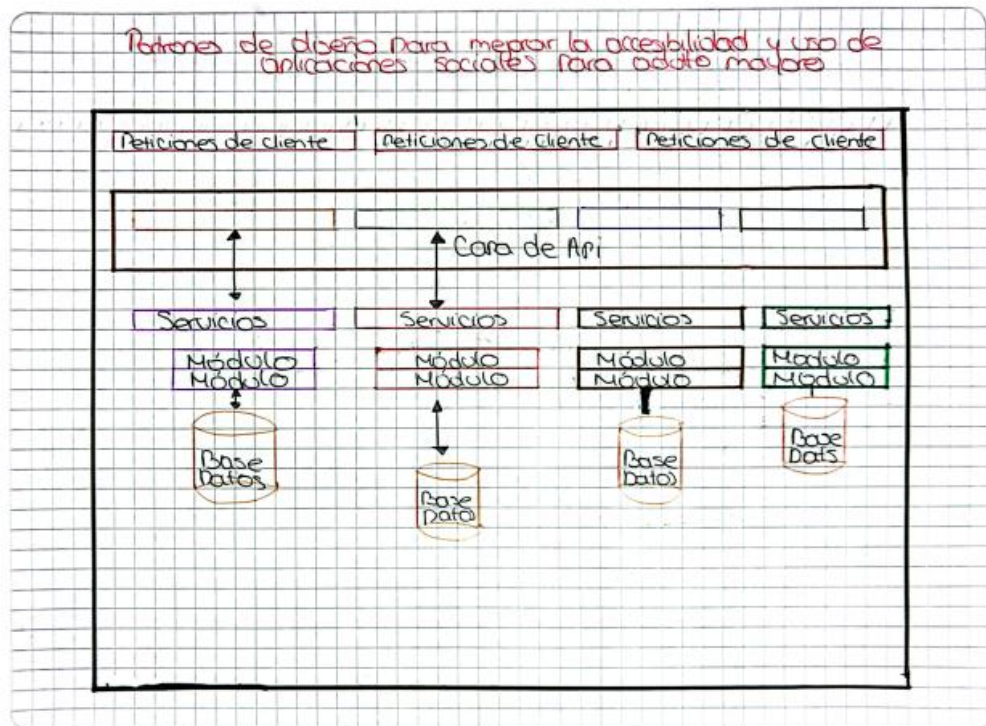 Patrones de diseño para mejorar la accesibilidad y uso de
aplicaciones sociales para adulto mayores
Peticiones de cliente
Peticiones de cliente
Peticiones de cliente
Capa de Api
Servicios
Servicios
Servicios
Servicios
Módulo
Módulo
Módulo
Módulo
Módulo
Módulo
Módulo
Módulo
Base
Datos
Base
Datos
Base
Datos
Base
Dats